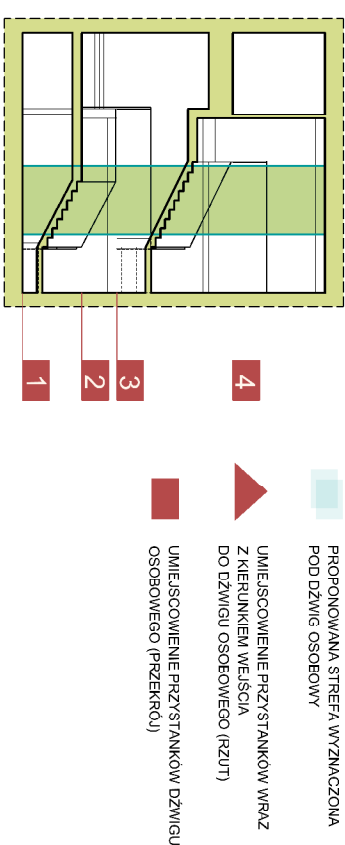 1
2
3
4
PROPONOWANA STREFA WYZNACZONA
POD DŹWIG OSOBOWY
UMIEJSCOWIENIE PRZYSTANKÓW WRAZ
Z KIERUNKIEM WEJŚCIA
DO DŹWIGU OSOBOWEGO (RZUT)
UMIEJSCOWIENIE PRZYSTANKÓW DŹWIGU
OSOBOWEGO (PRZEKRÓJ)